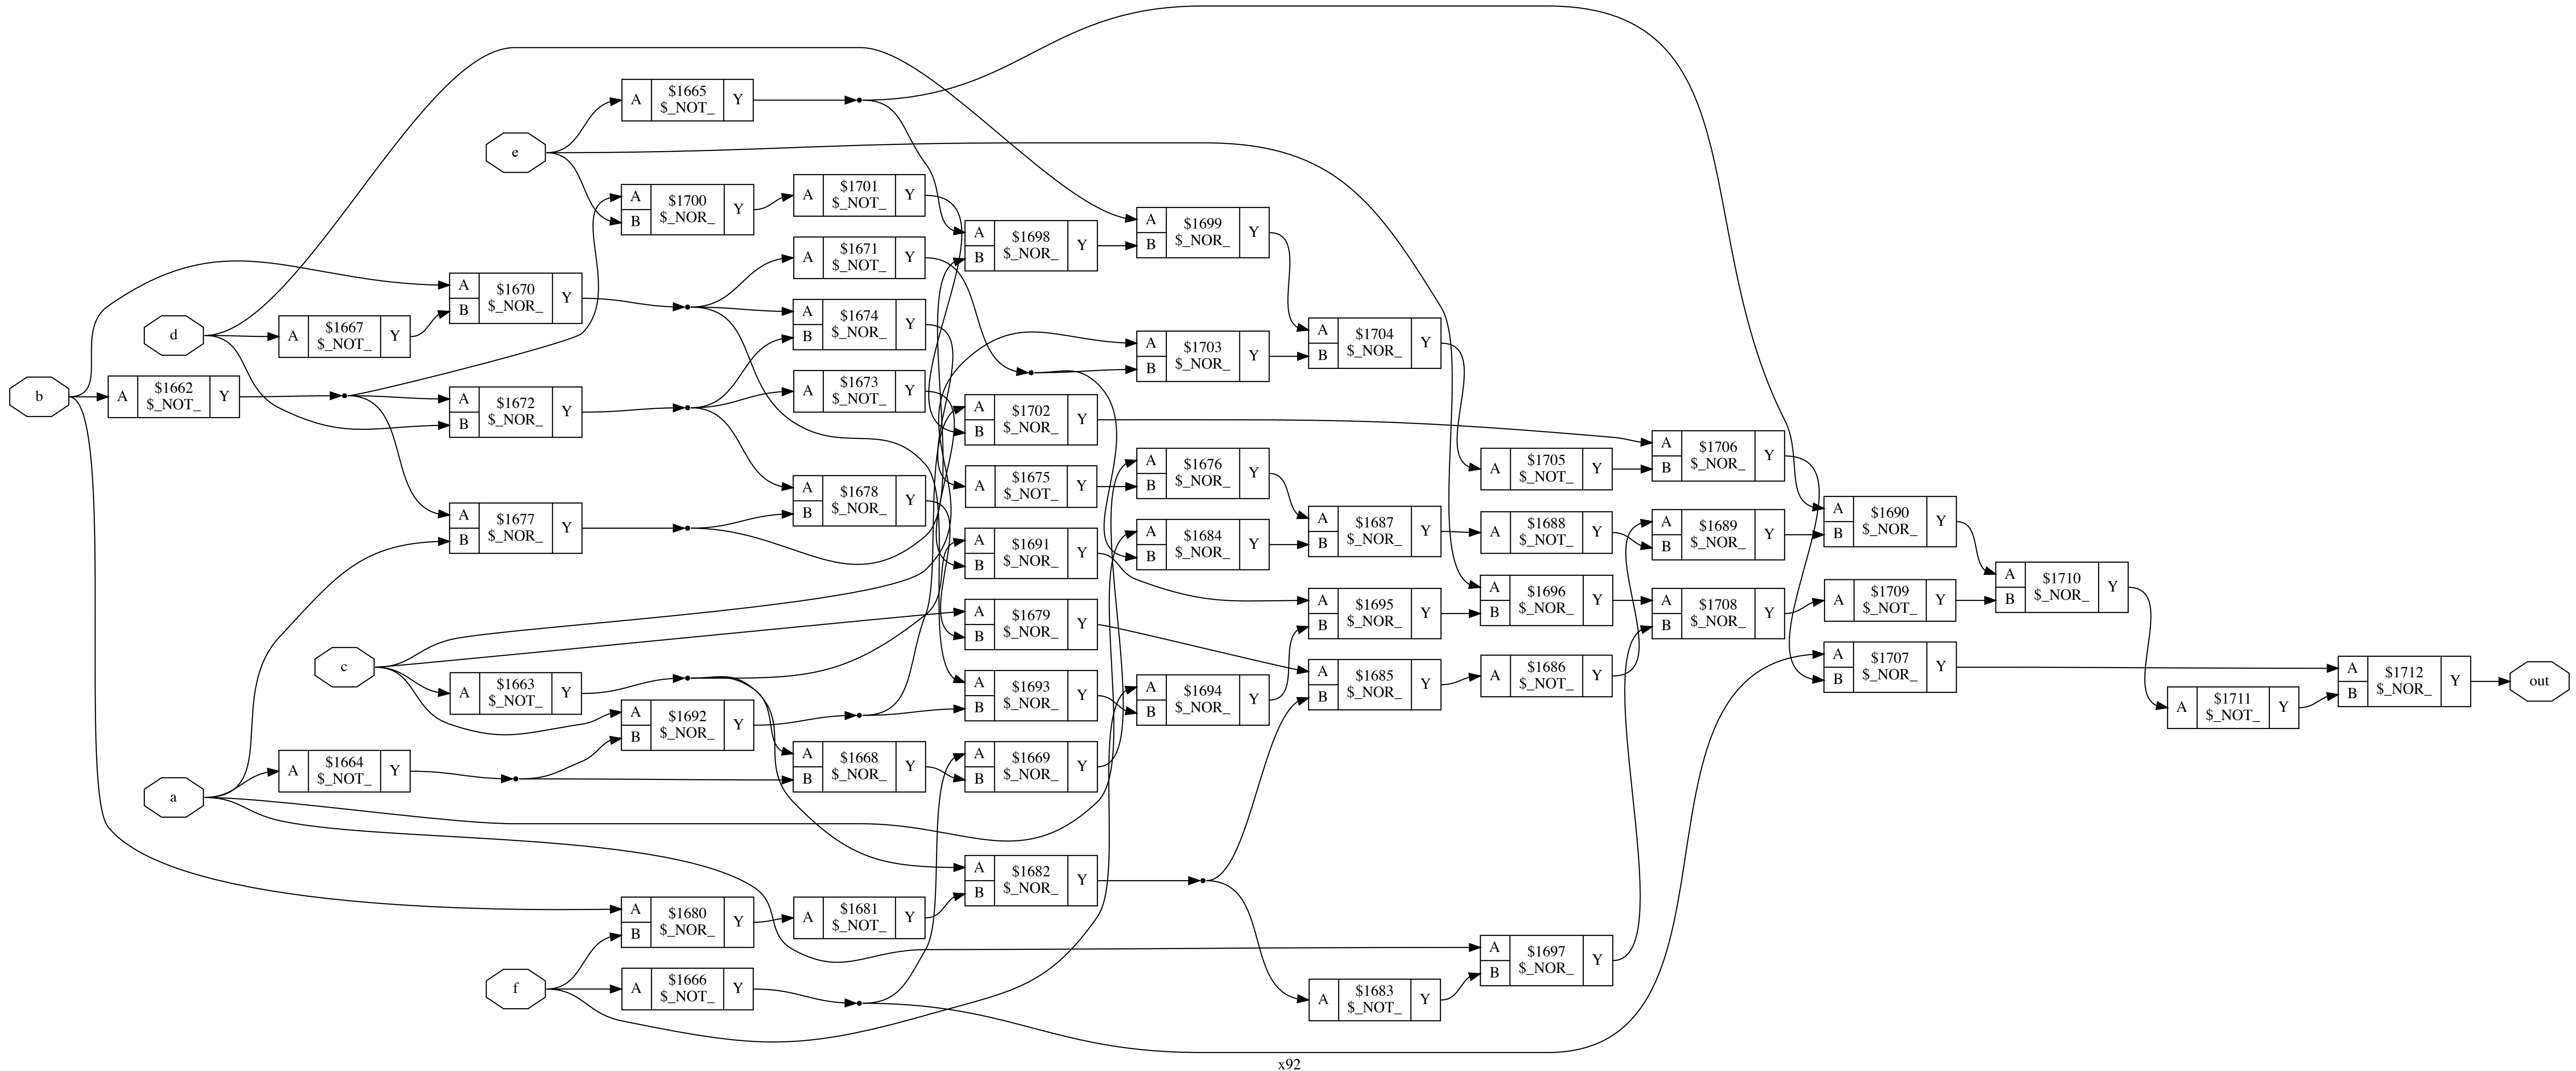 A $1665 Y
$_NOT_
e
A $1700 Y
B $_NOR_
A $1701 Y
$_NOT_
A $1698 Y
B $_NOR_
A $1699 Y
B $_NOR_
A $1671 Y
$_NOT_
A $1670 Y
B $_NOR_
d
A $1667 Y
$_NOT_
A $1674 Y
B $_NOR_
A $1703 Y
B $_NOR_
A $1704 Y
B $_NOR_
b
A $1662 Y
$_NOT_
A $1672 Y
B $_NOR_
A $1673 Y
$_NOT_
A $1702 Y
B $_NOR_
A $1676 Y
B $_NOR_
A $1705 Y
$_NOT_
A $1706 Y
B $_NOR_
A $1677 Y
B $_NOR_
A $1678 Y
B $_NOR_
A $1675 Y
$_NOT_
A $1684 Y
B $_NOR_
A $1687 Y
B $_NOR_
A $1688 Y
$_NOT_
A $1689 Y
B $_NOR_
A $1690 Y
B $_NOR_
A $1691 Y
B $_NOR_
A $1695 Y
B $_NOR_
A $1696 Y
B $_NOR_
A $1708 Y
B $_NOR_
A $1709 Y
$_NOT_
A $1710 Y
B $_NOR_
c
A $1663 Y
$_NOT_
A $1679 Y
B $_NOR_
A $1692 Y
B $_NOR_
A $1693 Y
B $_NOR_
A $1694 Y
B $_NOR_
A $1685 Y
B $_NOR_
A $1686 Y
$_NOT_
A $1707 Y
B $_NOR_
A $1711 Y
$_NOT_
A $1712 Y
B $_NOR_
out
a
A $1664 Y
$_NOT_
A $1668 Y
B $_NOR_
A $1669 Y
B $_NOR_
A $1682 Y
B $_NOR_
A $1680 Y
B $_NOR_
A $1681 Y
$_NOT_
A $1697 Y
B $_NOR_
f
A $1666 Y
$_NOT_
A $1683 Y
$_NOT_
x92